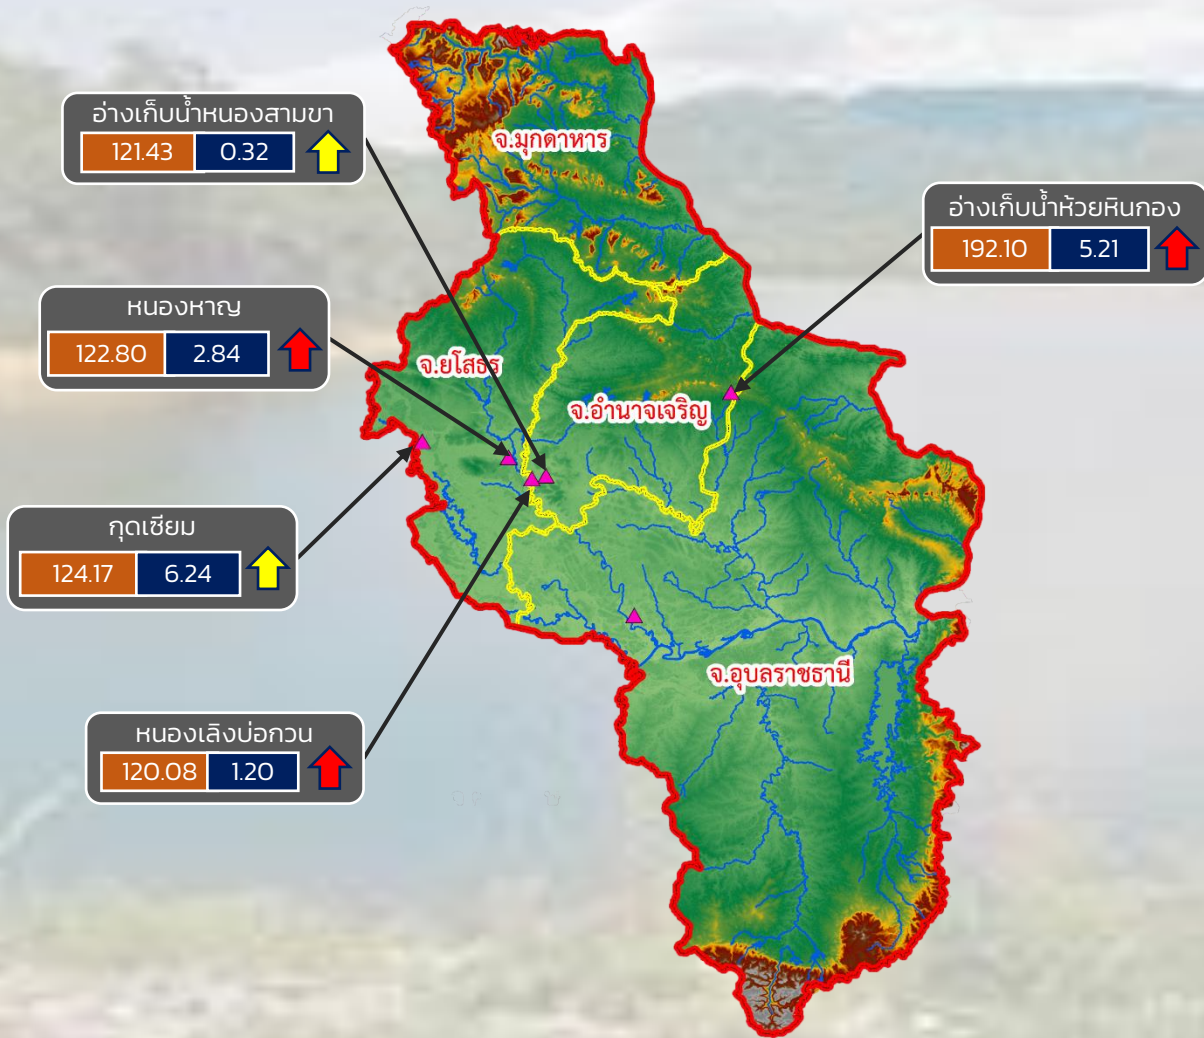 อ่างเก็บน้ำหนองสามขา
121.43 0.32
จ.มุกดาหาร
อ่างเก็บน้ำห้วยหินกอง
192.10 5.21
หนองหาญ
122.80 2.84
จ.ยโสธร
จ.อำนาจเจริญ
กุดเซียม
124.17 6.24
จ.อุบลราชธานี
หนองเลิงบ่อกวน
120.08 1.20